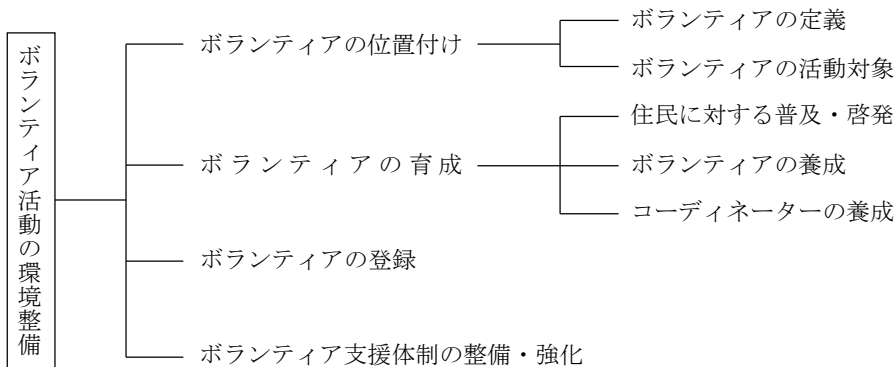 ボランティア活動の環境整備
ボランティアの位置付け
ボランティアの定義
ボランティアの活動対象
ボランティアの育成
住民に対する普及・啓発
ボランティアの養成
コーディネーターの養成
ボランティアの登録
ボランティア支援体制の整備・強化